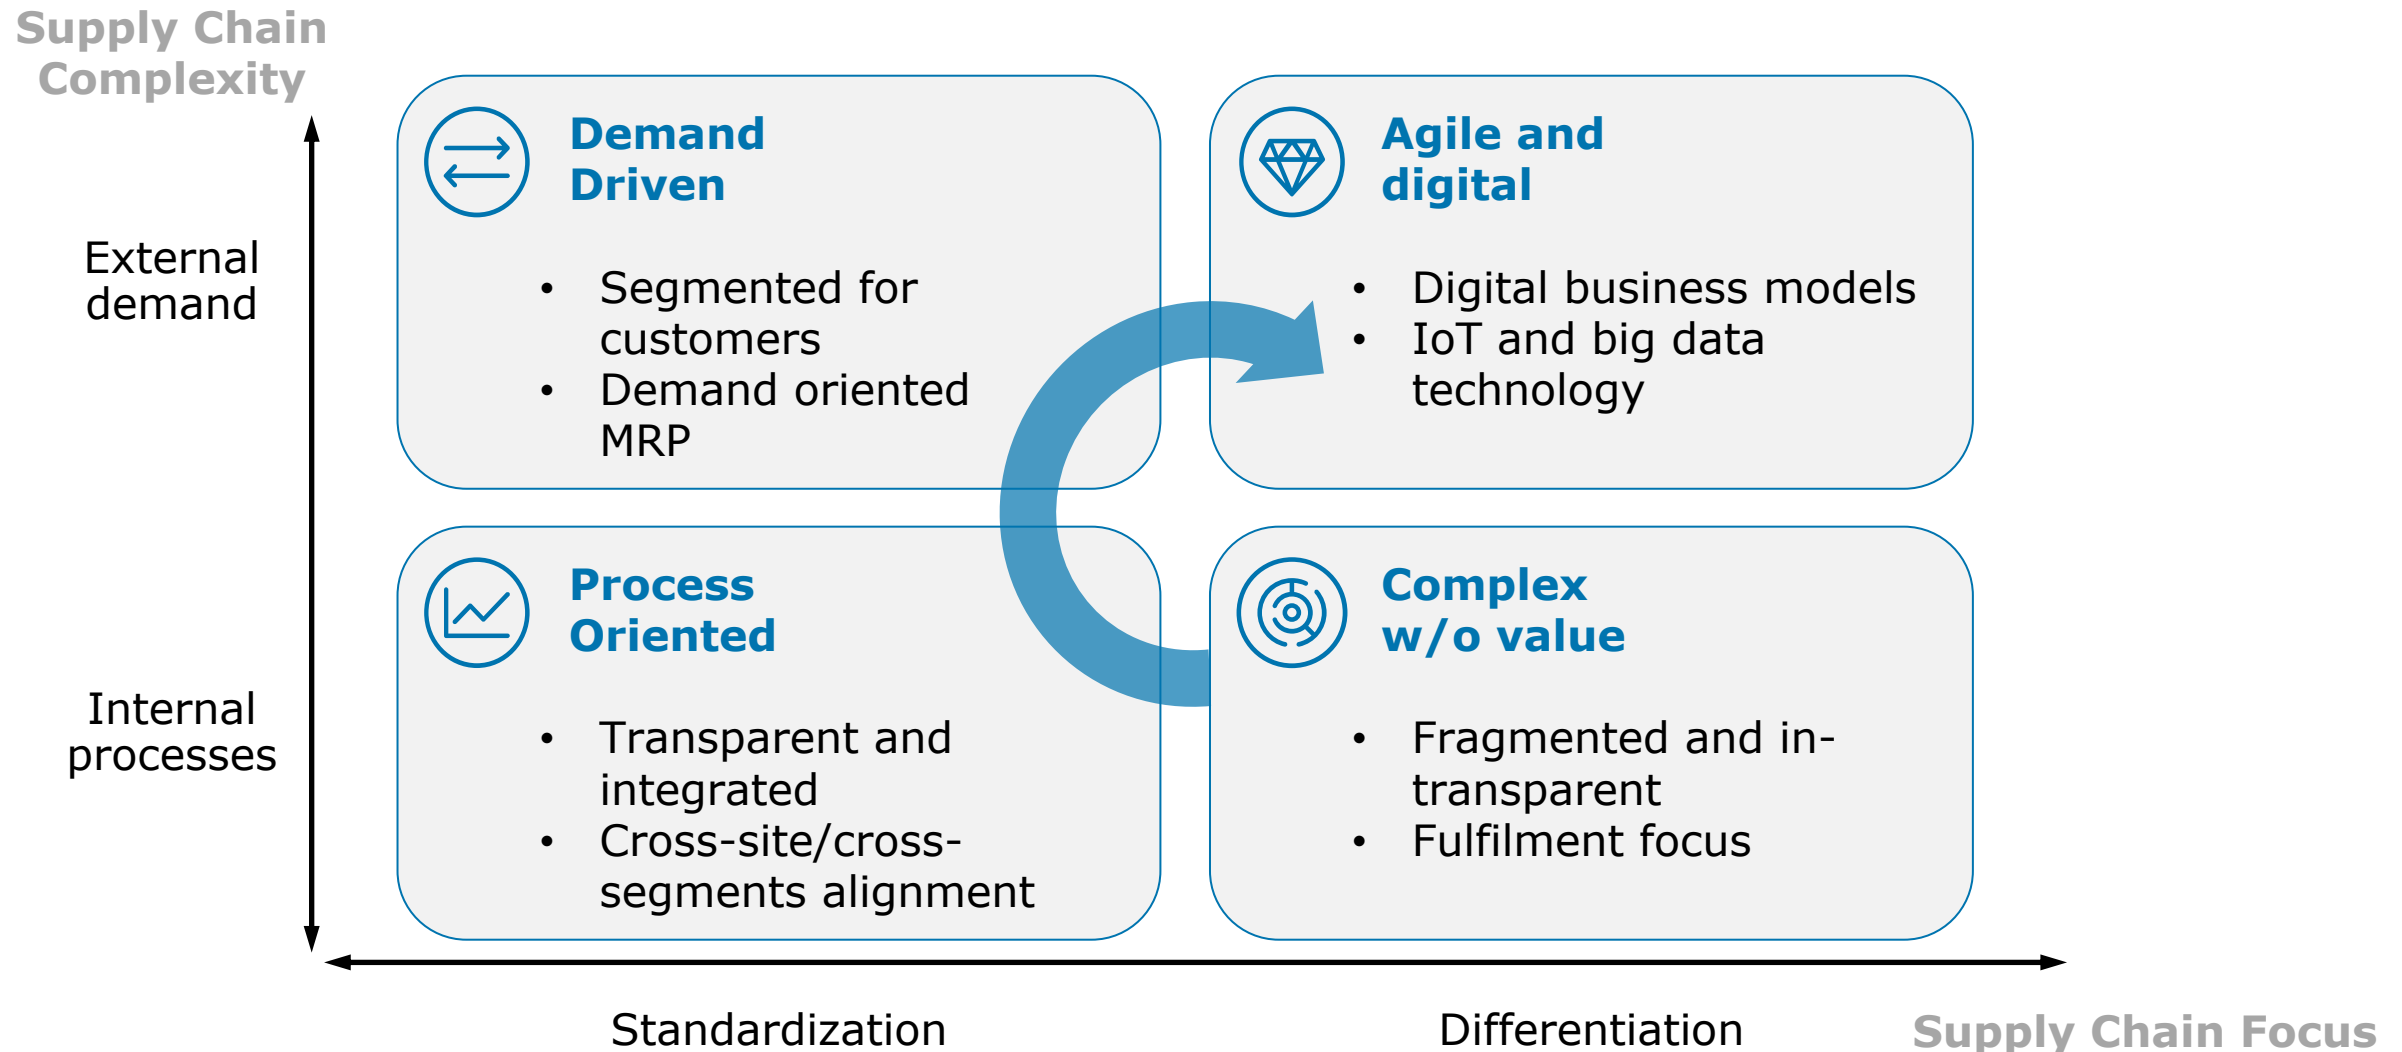 Supply Chain
Complexity
External
demand
Internal
processes
Demand
Driven
• Segmented for
customers
• Demand oriented
MRP
Agile and
digital
• Digital business models
• IoT and big data
technology
Process
Oriented
• Transparent and
integrated
• Cross-site/cross-
segments alignment
Complex
w/o value
• Fragmented and in-
transparent
• Fulfilment focus
Standardization
Differentiation
Supply Chain Focus